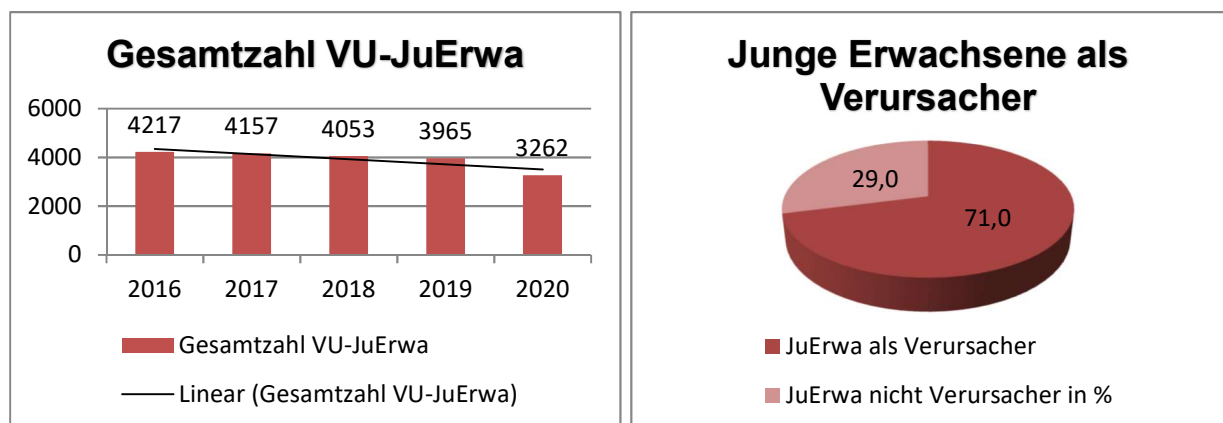 Gesamtzahl VU-JuErwa
6000
4000
2000
0
4217 4157 4053 3965 3262
2016 2017 2018 2019 2020
Gesamtzahl VU-JuErwa
Linear (Gesamtzahl VU-JuErwa)
Junge Erwachsene als
Verursacher
29,0
71,0
JuErwa als Verursacher
JuErwa nicht Verursacher in %